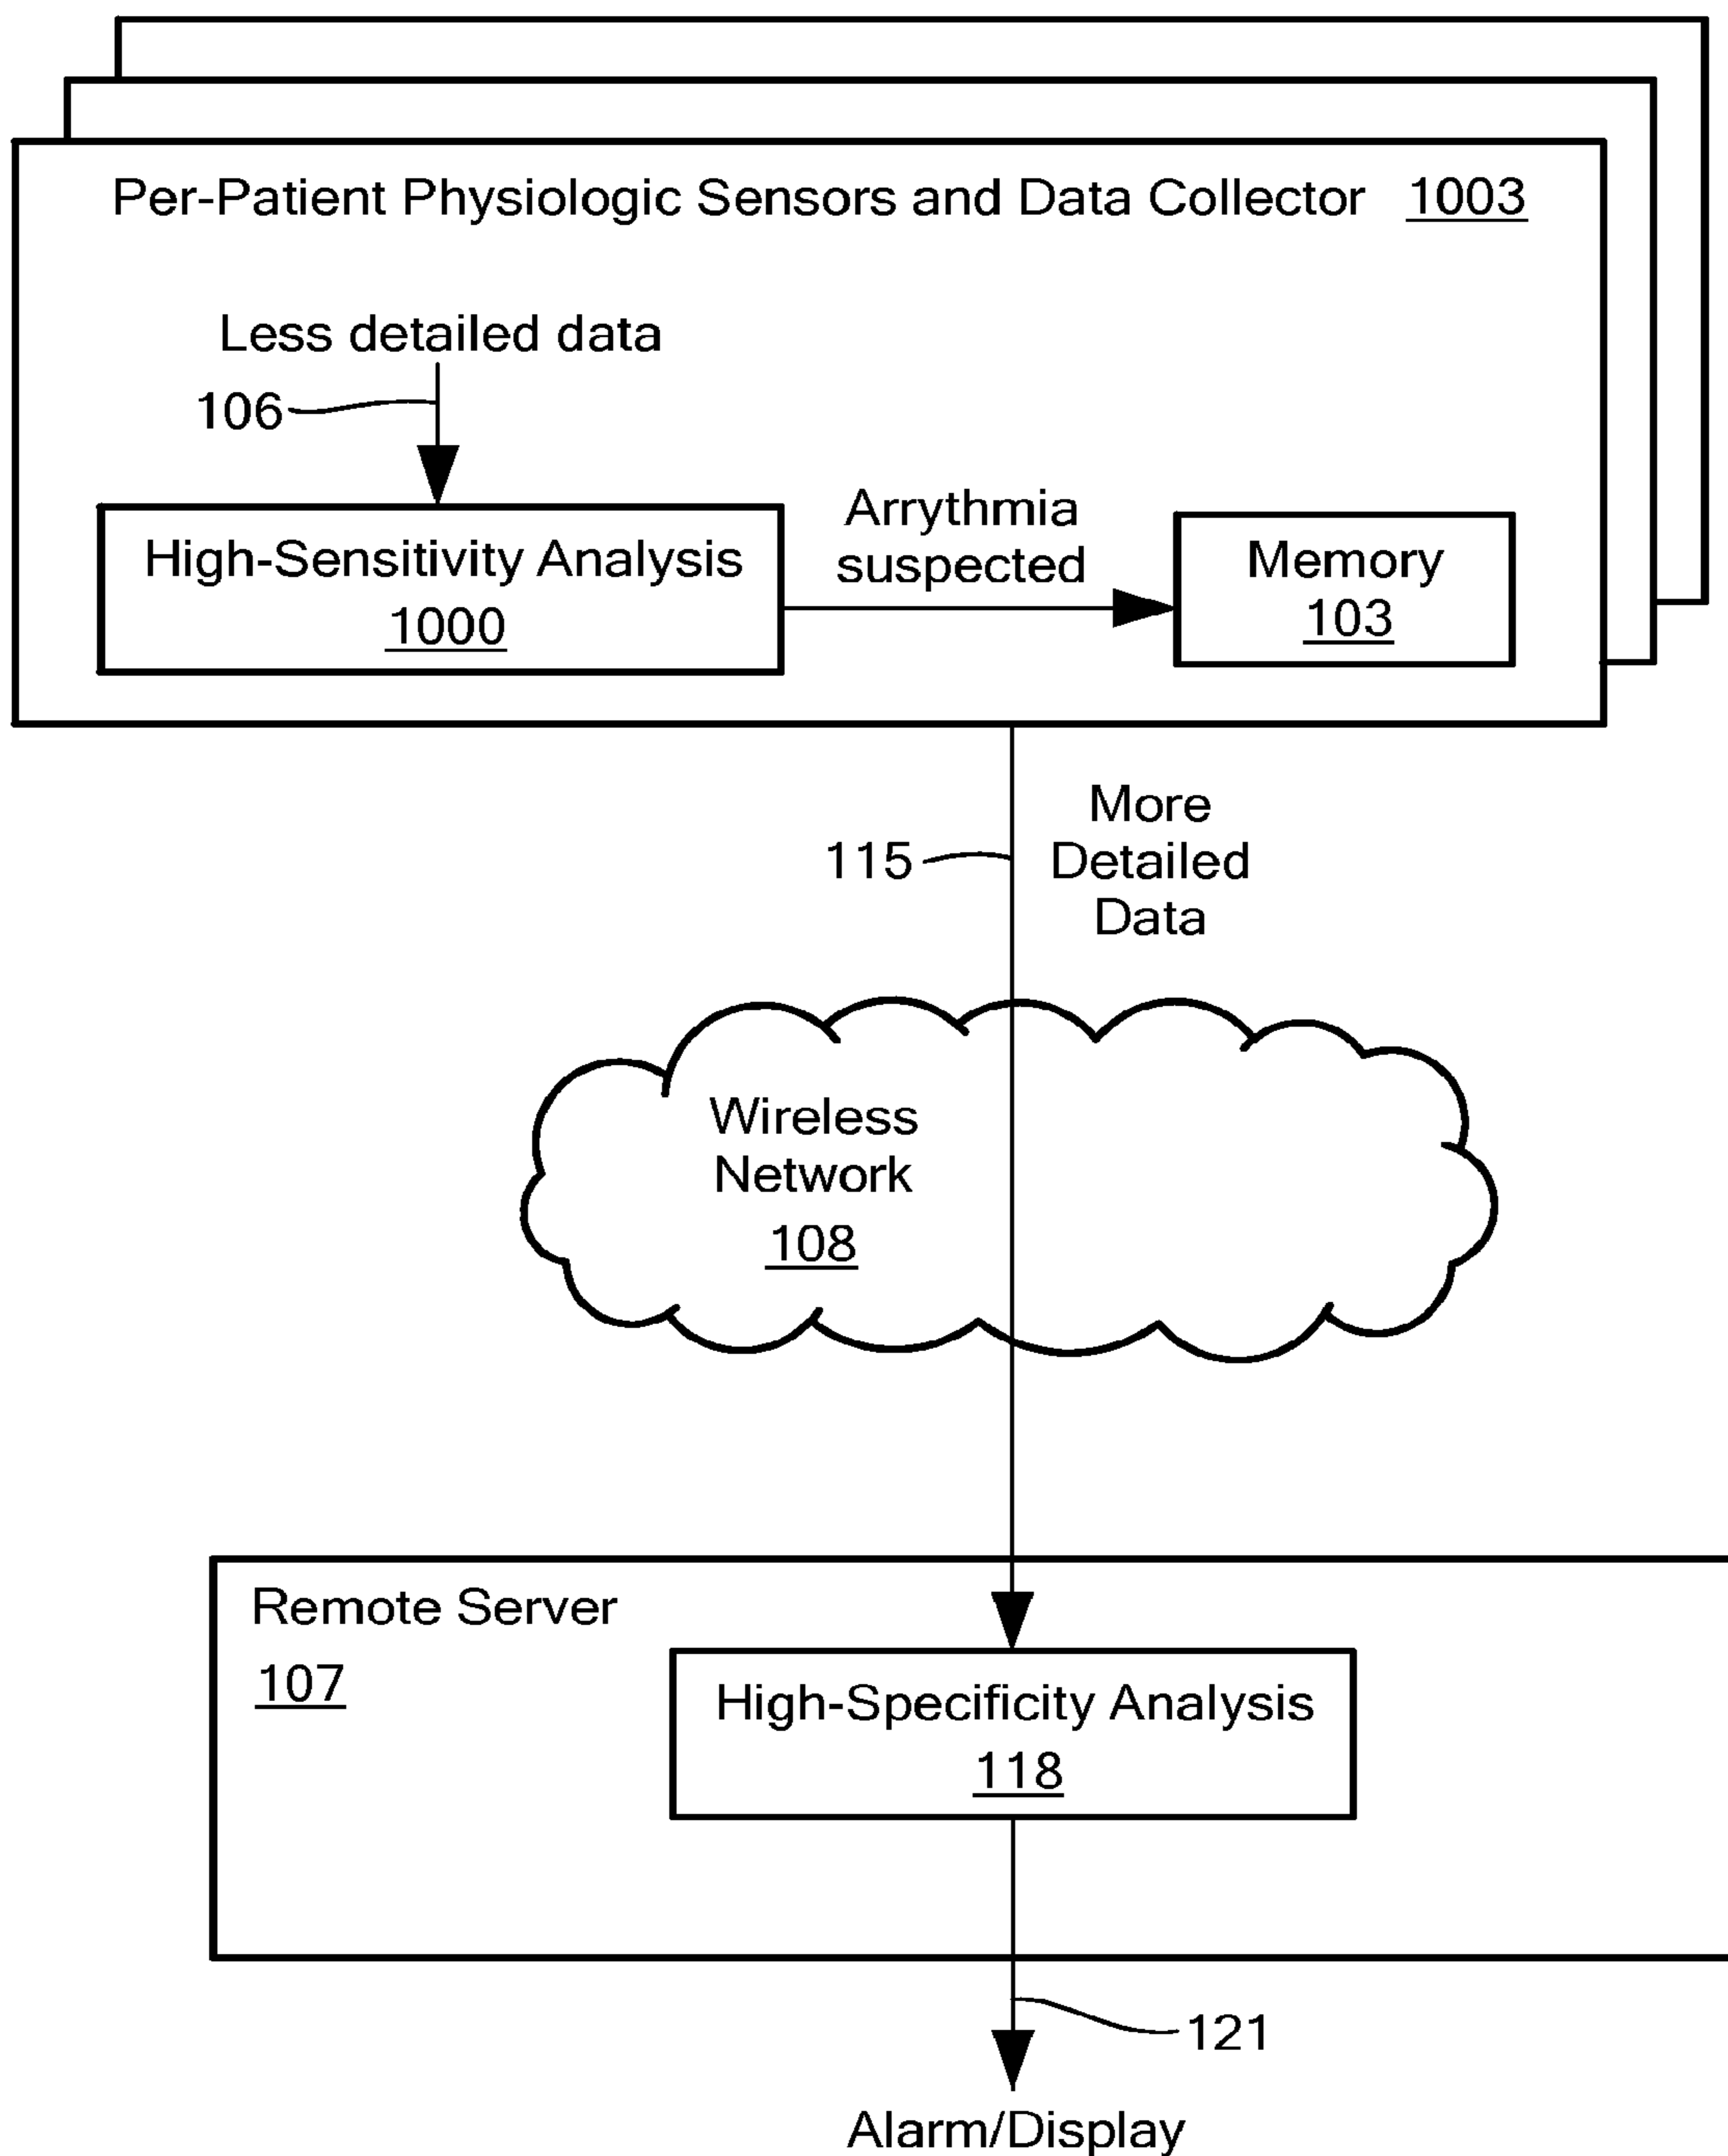 Per-Patient Physiologic Sensors and Data Collector 1003
Less detailed data
106
High-Sensitivity Analysis
1000
Arrythmia
suspected
Memory
103
More
Detailed
Data
115
Wireless
Network
108
Remote Server
107
High-Specificity Analysis
118
121
Alarm/Display